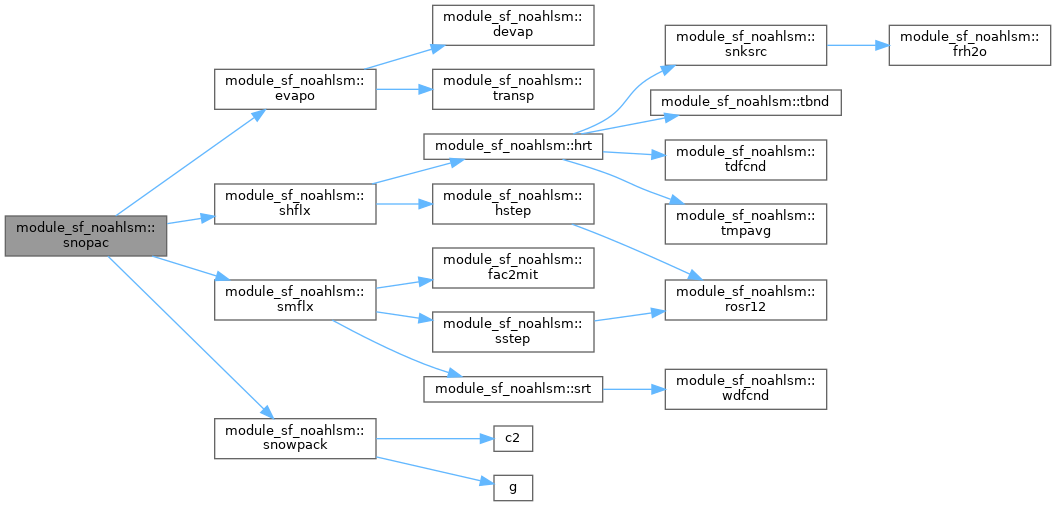 module_sf_noahlsm::
snopac
module_sf_noahlsm::
evapo
module_sf_noahlsm::
shflx
module_sf_noahlsm::
smflx
module_sf_noahlsm::
snowpack
module_sf_noahlsm::
devap
module_sf_noahlsm::
transp
module_sf_noahlsm::hrt
module_sf_noahlsm::
hstep
module_sf_noahlsm::
fac2mit
module_sf_noahlsm::
sstep
module_sf_noahlsm::srt
c2
g
module_sf_noahlsm::
snksrc
module_sf_noahlsm::tbnd
module_sf_noahlsm::
tdfcnd
module_sf_noahlsm::
tmpavg
module_sf_noahlsm::
rosr12
module_sf_noahlsm::
wdfcnd
module_sf_noahlsm::
frh2o